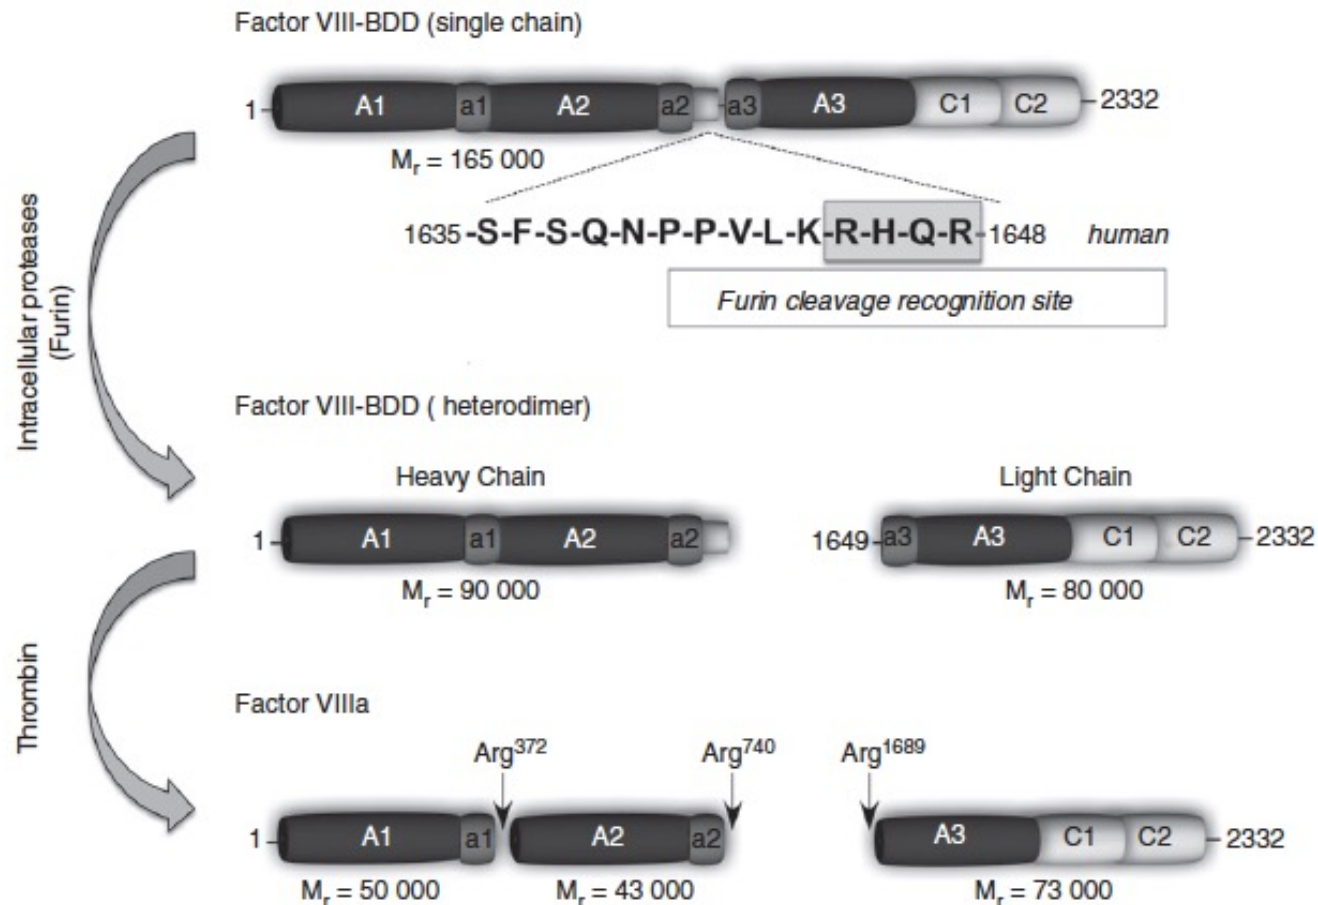 Factor VIII-BDD (single chain)
1 A1 a1 A2 a2 a3 A3 C1 C2 2332
Mr = 165 000
1635 -S-F-S-Q-N-P-P-V-L-K-R-H-Q-R- 1648 human
Furin cleavage recognition site
Intracellular proteases
(Furin)
Factor VIII-BDD ( heterodimer)
Heavy Chain Light Chain
1 A1 a1 A2 a2 1649 a3 A3 C1 C2 2332
Mr = 90 000 Mr = 80 000
Thrombin
Factor VIIIa
Arg372 Arg740 Arg1689
1 A1 a1 A2 a2 A3 C1 C2 2332
Mr = 50 000 Mr = 43 000 Mr = 73 000